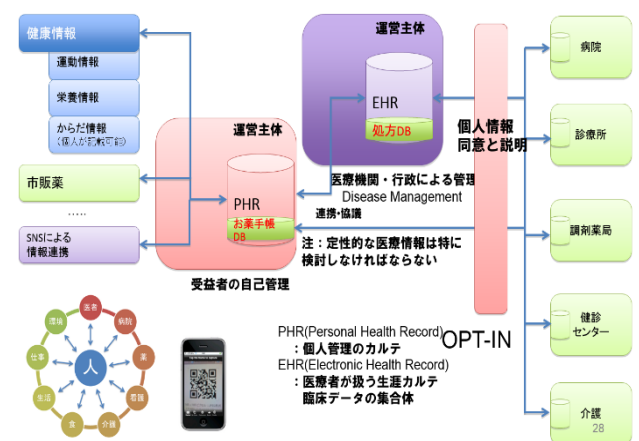 健康情報
運動情報
栄養情報
からだ情報
(個人が記載可能)
市販薬
.....
SNSによる
情報連携
運営主体
PHR
お薬手帳
DB
受益者の自己管理
運営主体
EHR
処方DB
医療機関・行政による管理
Disease Management
連携・協議
注：定性的な医療情報は特に
検討しなければならない
個人情報
同意と説明
OPT-IN
病院
診療所
調剤薬局
健診
センター
介護
28
PHR(Personal Health Record)
：個人管理のカルテ
EHR(Electronic Health Record)
：医療者が扱う生涯カルテ
臨床データの集合体
人
医者
病院
薬
看護
介護
食
生活
仕事
環境